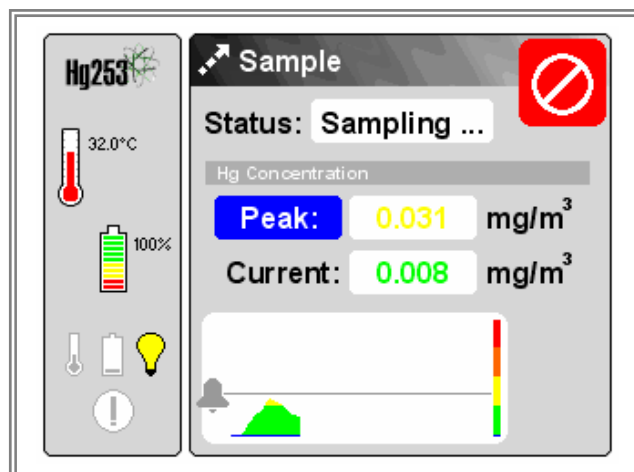 Hg253
32.0°C
100%
Sample
Status: Sampling ...
Hg Concentration
Peak: 0.031 mg/m³
Current: 0.008 mg/m³